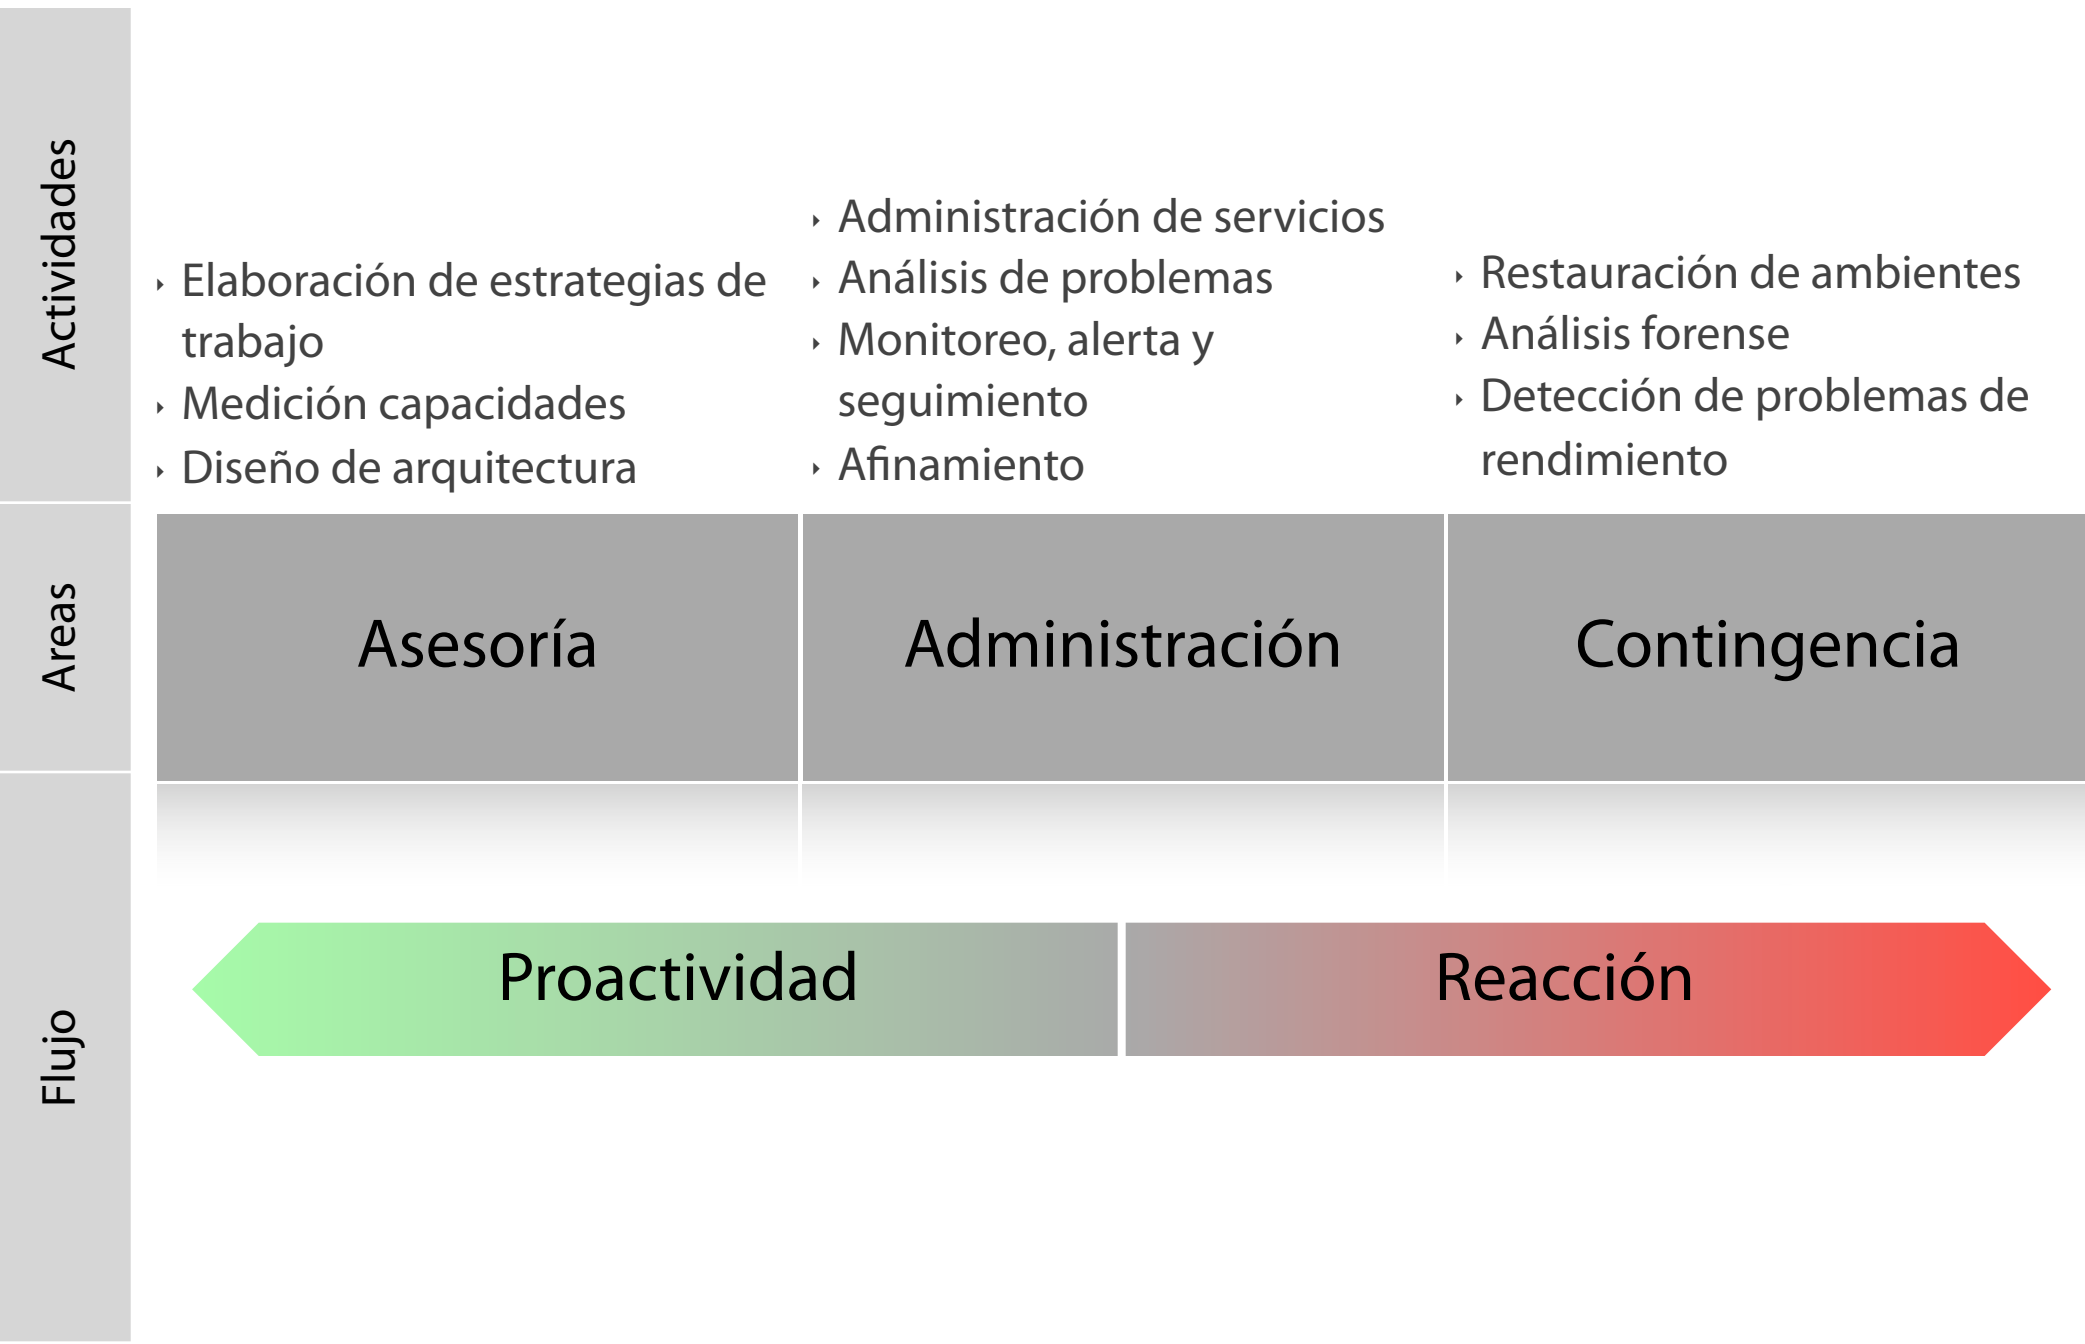 Actividades
‣ Elaboración de estrategias de
trabajo
‣ Medición capacidades
‣ Diseño de arquitectura
‣ Administración de servicios
‣ Análisis de problemas
‣ Monitoreo, alerta y
seguimiento
‣ Afinamiento
‣ Restauración de ambientes
‣ Análisis forense
‣ Detección de problemas de
rendimiento
Areas
Asesoría
Administración
Contingencia
Flujo
Proactividad
Reacción